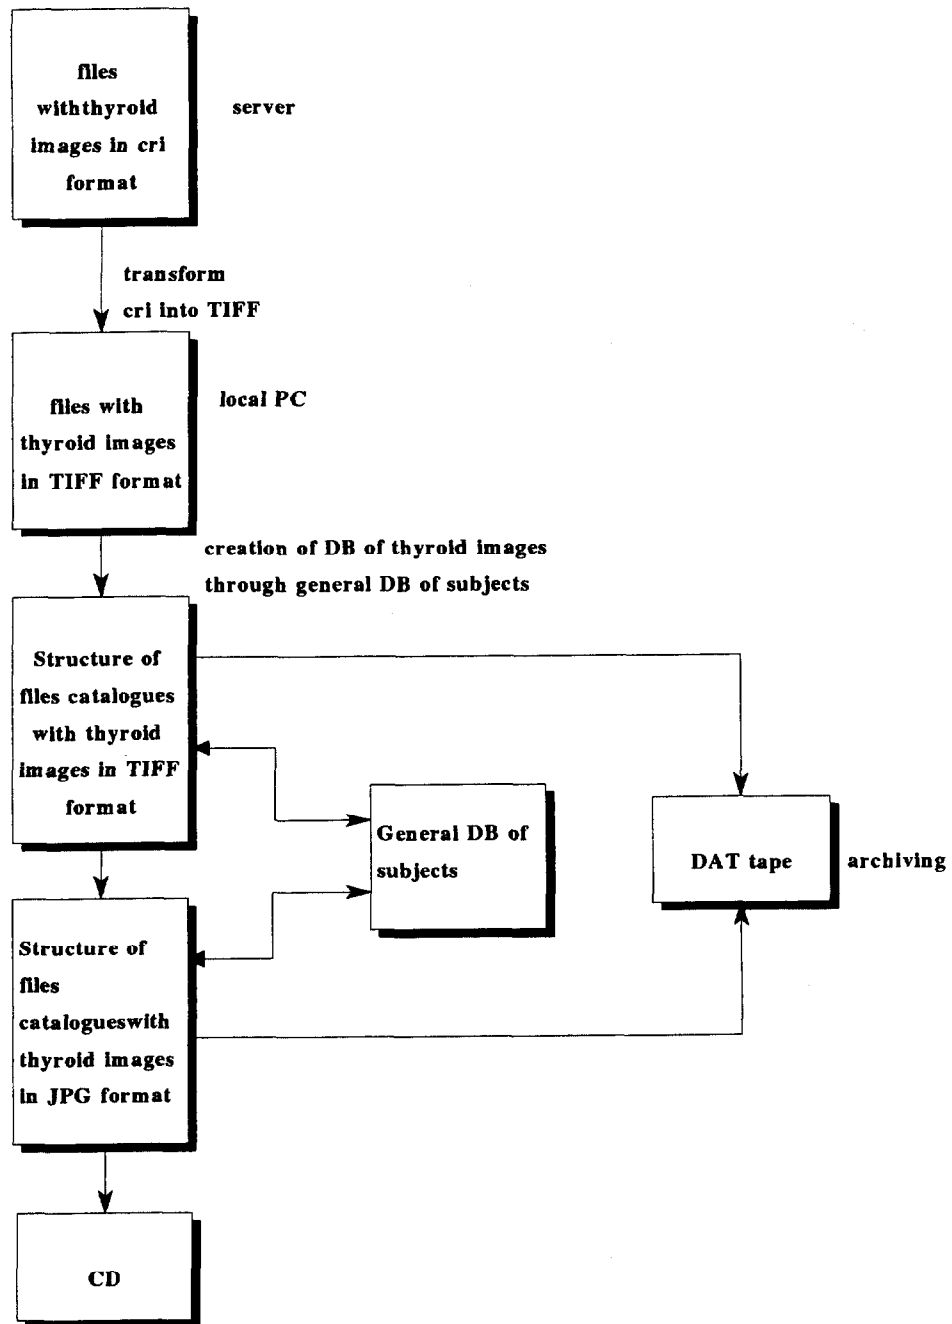 files
withthyroid
images in cri
format
server
transform
cri into TIFF
files with
thyroid images
in TIFF format
local PC
creation of DB of thyroid images
through general DB of subjects
Structure of
files catalogues
with thyroid
images in TIFF
format
General DB of
subjects
DAT tape
archiving
Structure of
files
catalogueswith
thyroid images
in JPG format
CD